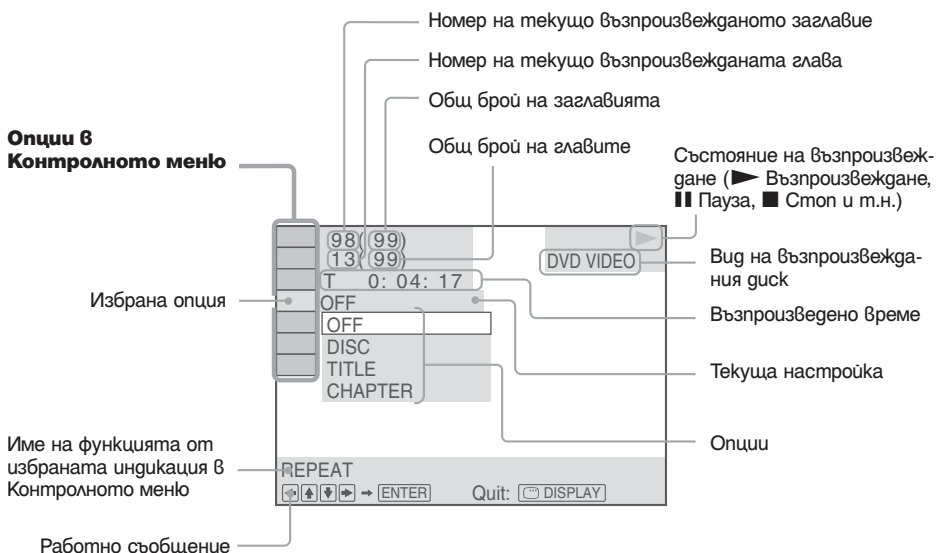 Номер на текущо възпроизвежданото заглавие
Номер на текущо възпроизвежданата глава
Общ брой на заглавията
Общ брой на главите
Опции в
Контролното меню
Състояние на възпроизвеж-
дане (▶ Възпроизвеждане,
❚❚ Пауза, ■ Стоп и т.н.)
98(99)
13(99)
DVD VIDEO
Вид на възпроизвежда-
ния диск
T 0: 04: 17
Избрана опция
OFF
Възпроизведено време
OFF
DISC
TITLE
Текуща настройка
CHAPTER
Опции
Име на функцията от
избраната индикация в
Контролното меню
REPEAT
← ↑ ↓ → → ENTER Quit: DISPLAY
Работно съобщение